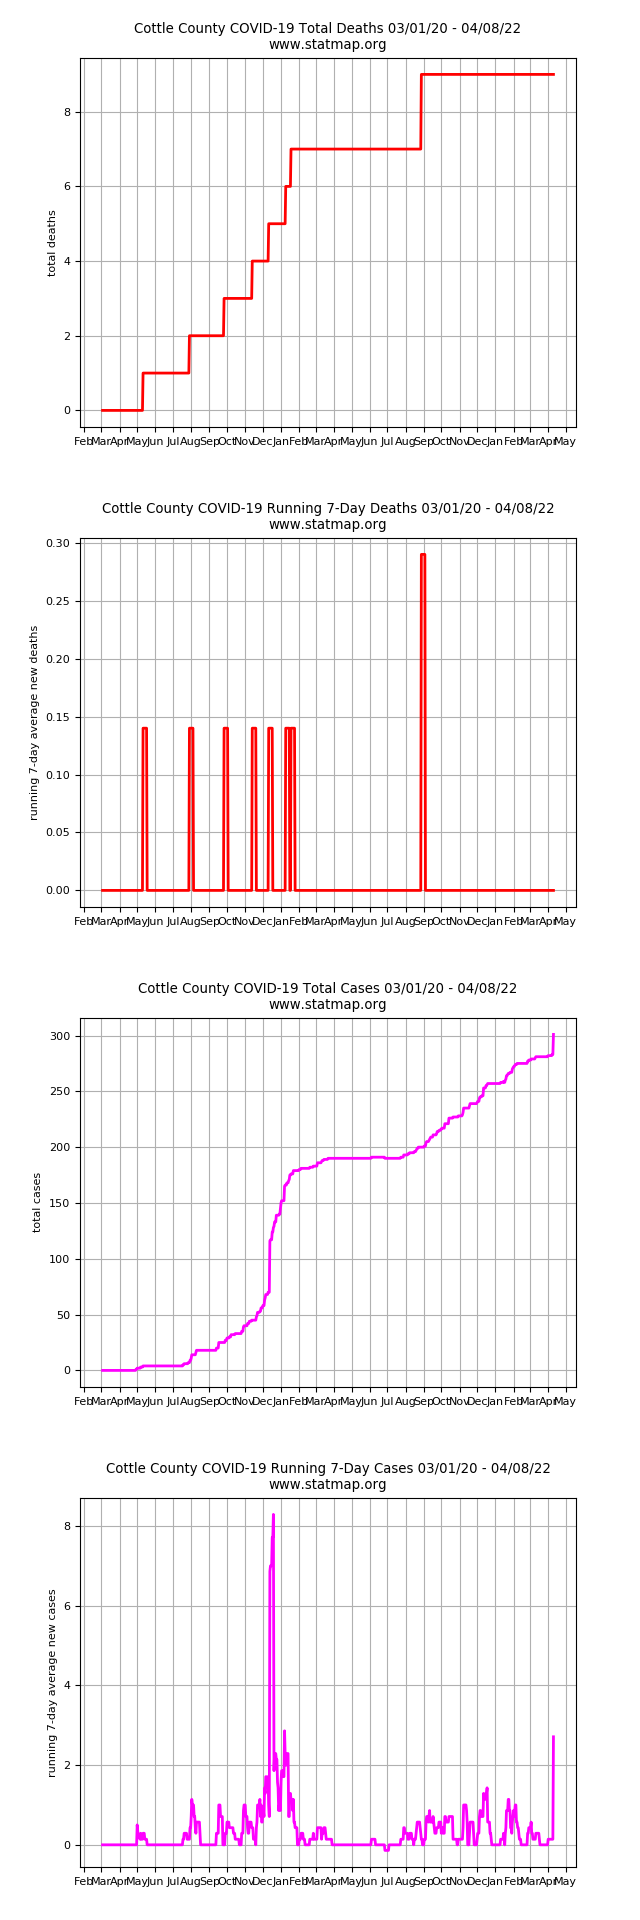 Cottle County COVID-19 Total Deaths 03/01/20 - 04/08/22
www.statmap.org
8
6
4
2
0
total deaths
Feb Mar Apr May Jun Jul Aug Sep Oct Nov Dec Jan Feb Mar Apr May Jun Jul Aug Sep Oct Nov Dec Jan Feb Mar Apr May
Cottle County COVID-19 Running 7-Day Deaths 03/01/20 - 04/08/22
www.statmap.org
0.30
0.25
0.20
0.15
0.10
0.05
0.00
running 7-day average new deaths
Feb Mar Apr May Jun Jul Aug Sep Oct Nov Dec Jan Feb Mar Apr May Jun Jul Aug Sep Oct Nov Dec Jan Feb Mar Apr May
Cottle County COVID-19 Total Cases 03/01/20 - 04/08/22
www.statmap.org
300
250
200
150
100
50
0
total cases
Feb Mar Apr May Jun Jul Aug Sep Oct Nov Dec Jan Feb Mar Apr May Jun Jul Aug Sep Oct Nov Dec Jan Feb Mar Apr May
Cottle County COVID-19 Running 7-Day Cases 03/01/20 - 04/08/22
www.statmap.org
8
6
4
2
0
running 7-day average new cases
Feb Mar Apr May Jun Jul Aug Sep Oct Nov Dec Jan Feb Mar Apr May Jun Jul Aug Sep Oct Nov Dec Jan Feb Mar Apr May